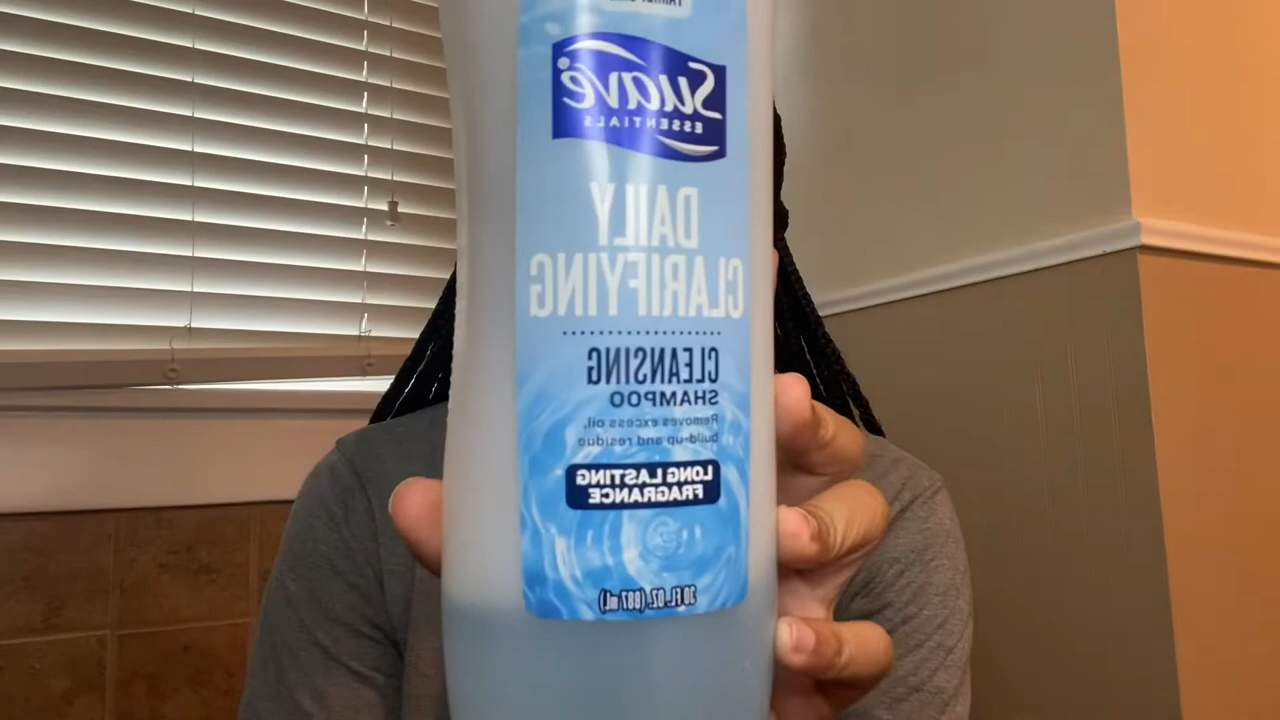 Suave®
ESSENTIALS
DAILY
CLARIFYING
CLEANSING
SHAMPOO
Removes excess oil,
build-up and residue
LONG LASTING
FRAGRANCE
30 FL. OZ. (887 mL)